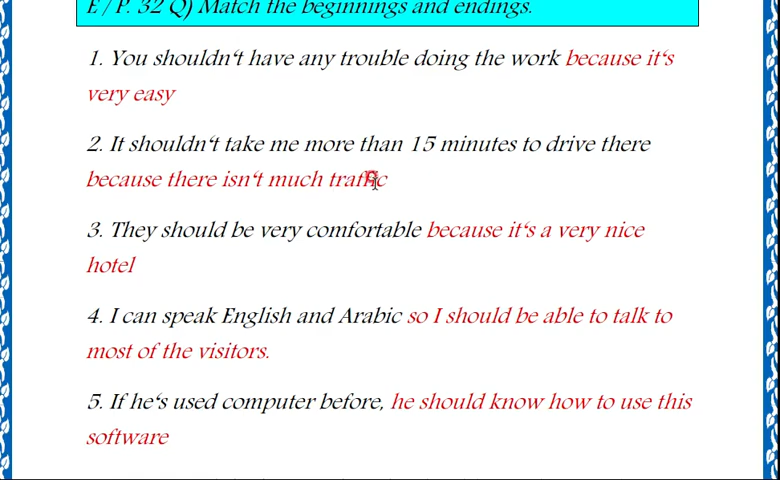 E / P. 32 Q) Match the beginnings and endings.
1. You shouldn't have any trouble doing the work because it's
very easy
2. It shouldn't take me more than 15 minutes to drive there
because there isn't much traffic
3. They should be very comfortable because it's a very nice
hotel
4. I can speak English and Arabic so I should be able to talk to
most of the visitors.
5. If he's used computer before, he should know how to use this
software